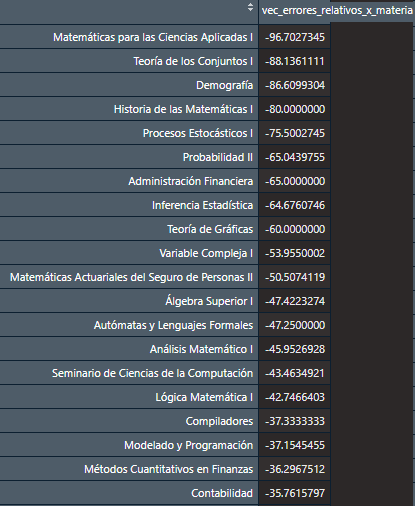 vec_errores_relativos_x_materia
Matemáticas para las Ciencias Aplicadas I -96.7027345
Teoría de los Conjuntos I -88.1361111
Demografía -86.6099304
Historia de las Matemáticas I -80.0000000
Procesos Estocásticos I -75.5002745
Probabilidad II -65.0439755
Administración Financiera -65.0000000
Inferencia Estadística -64.6760746
Teoría de Gráficas -60.0000000
Variable Compleja I -53.9550002
Matemáticas Actuariales del Seguro de Personas II -50.5074119
Álgebra Superior I -47.4223274
Autómatas y Lenguajes Formales -47.2500000
Análisis Matemático I -45.9526928
Seminario de Ciencias de la Computación -43.4634921
Lógica Matemática I -42.7466403
Compiladores -37.3333333
Modelado y Programación -37.1545455
Métodos Cuantitativos en Finanzas -36.2967512
Contabilidad -35.7615797